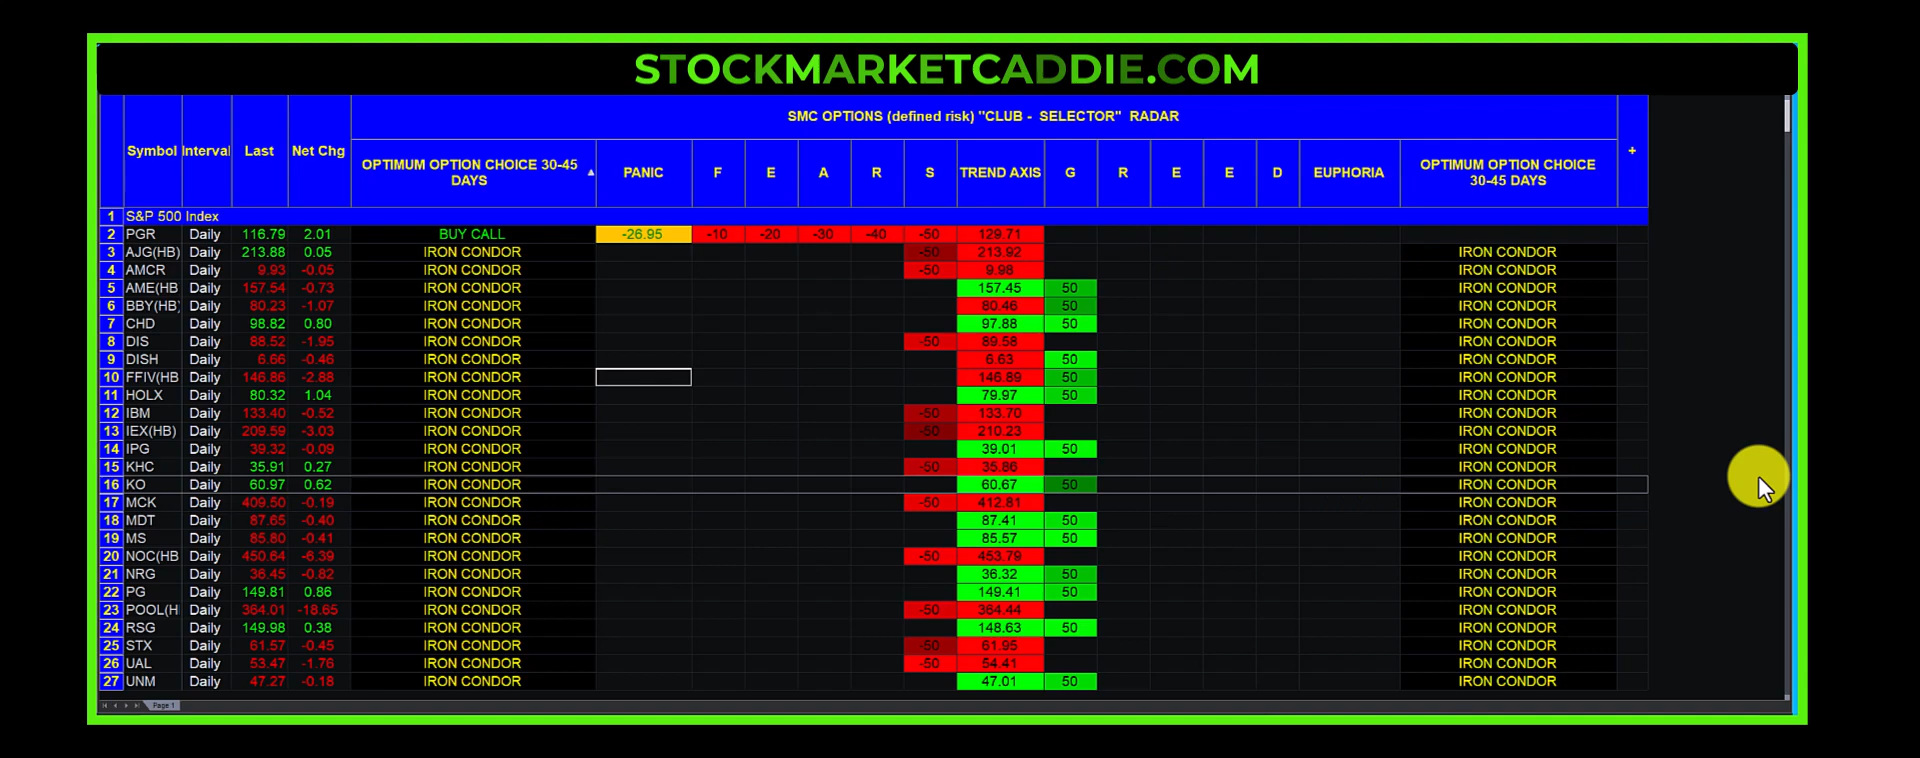 STOCKMARKETCADDIE.COM
SMC OPTIONS (defined risk) "CLUB - SELECTOR" RADAR
Symbol Interval Last Net Chg OPTIMUM OPTION CHOICE 30-45 DAYS PANIC F E A R S TREND AXIS G R E E D EUPHORIA OPTIMUM OPTION CHOICE 30-45 DAYS +
1 S&P 500 Index
2 PGR Daily 116.79 2.01 BUY CALL -26.95 -10 -20 -30 -40 -50 129.71
3 AJG(HB) Daily 213.88 0.05 IRON CONDOR -50 213.92 IRON CONDOR
4 AMCR Daily 9.93 -0.05 IRON CONDOR -50 9.98 IRON CONDOR
5 AME(HB Daily 157.54 -0.73 IRON CONDOR 157.45 50 IRON CONDOR
6 BBY(HB) Daily 80.23 -1.07 IRON CONDOR 80.46 50 IRON CONDOR
7 CHD Daily 98.82 0.80 IRON CONDOR 97.88 50 IRON CONDOR
8 DIS Daily 88.52 -1.95 IRON CONDOR -50 89.58 IRON CONDOR
9 DISH Daily 6.66 -0.46 IRON CONDOR 6.63 50 IRON CONDOR
10 FFIV(HB Daily 146.86 -2.88 IRON CONDOR 146.89 50 IRON CONDOR
11 HOLX Daily 80.32 1.04 IRON CONDOR 79.97 50 IRON CONDOR
12 IBM Daily 133.40 -0.52 IRON CONDOR -50 133.70 IRON CONDOR
13 IEX(HB) Daily 209.59 -3.03 IRON CONDOR -50 210.23 IRON CONDOR
14 IPG Daily 39.32 -0.09 IRON CONDOR 39.01 50 IRON CONDOR
15 KHC Daily 35.91 0.27 IRON CONDOR -50 35.86 IRON CONDOR
16 KO Daily 60.97 0.62 IRON CONDOR 60.67 50 IRON CONDOR
17 MCK Daily 409.50 -0.19 IRON CONDOR -50 412.81 IRON CONDOR
18 MDT Daily 87.65 -0.40 IRON CONDOR 87.41 50 IRON CONDOR
19 MS Daily 85.80 -0.41 IRON CONDOR 85.57 50 IRON CONDOR
20 NOC(HB Daily 450.64 -6.39 IRON CONDOR -50 453.79 IRON CONDOR
21 NRG Daily 36.45 -0.82 IRON CONDOR 36.32 50 IRON CONDOR
22 PG Daily 149.81 0.86 IRON CONDOR 149.41 50 IRON CONDOR
23 POOL(H Daily 364.01 -18.65 IRON CONDOR -50 364.44 IRON CONDOR
24 RSG Daily 149.98 0.38 IRON CONDOR 148.63 50 IRON CONDOR
25 STX Daily 61.57 -0.45 IRON CONDOR -50 61.95 IRON CONDOR
26 UAL Daily 53.47 -1.76 IRON CONDOR -50 54.41 IRON CONDOR
27 UNM Daily 47.27 -0.18 IRON CONDOR 47.01 50 IRON CONDOR
Page 1